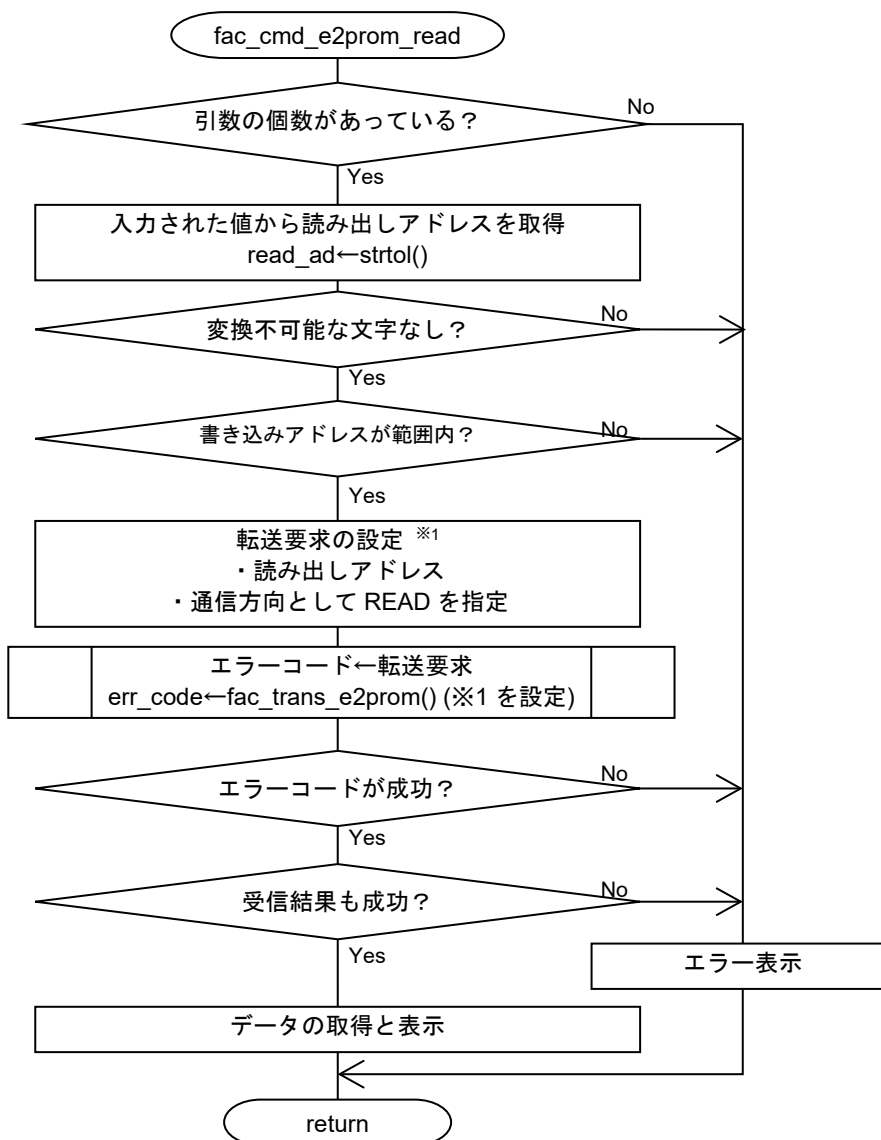 fac_cmd_e2prom_read
引数の個数があっている？
No
Yes
入力された値から読み出しアドレスを取得
read_ad←strtol()
変換不可能な文字なし？
No
Yes
書き込みアドレスが範囲内？
No
Yes
転送要求の設定 ※1
・読み出しアドレス
・通信方向として READ を指定
エラーコード←転送要求
err_code←fac_trans_e2prom() (※1 を設定)
エラーコードが成功？
No
Yes
受信結果も成功？
No
Yes
エラー表示
データの取得と表示
return